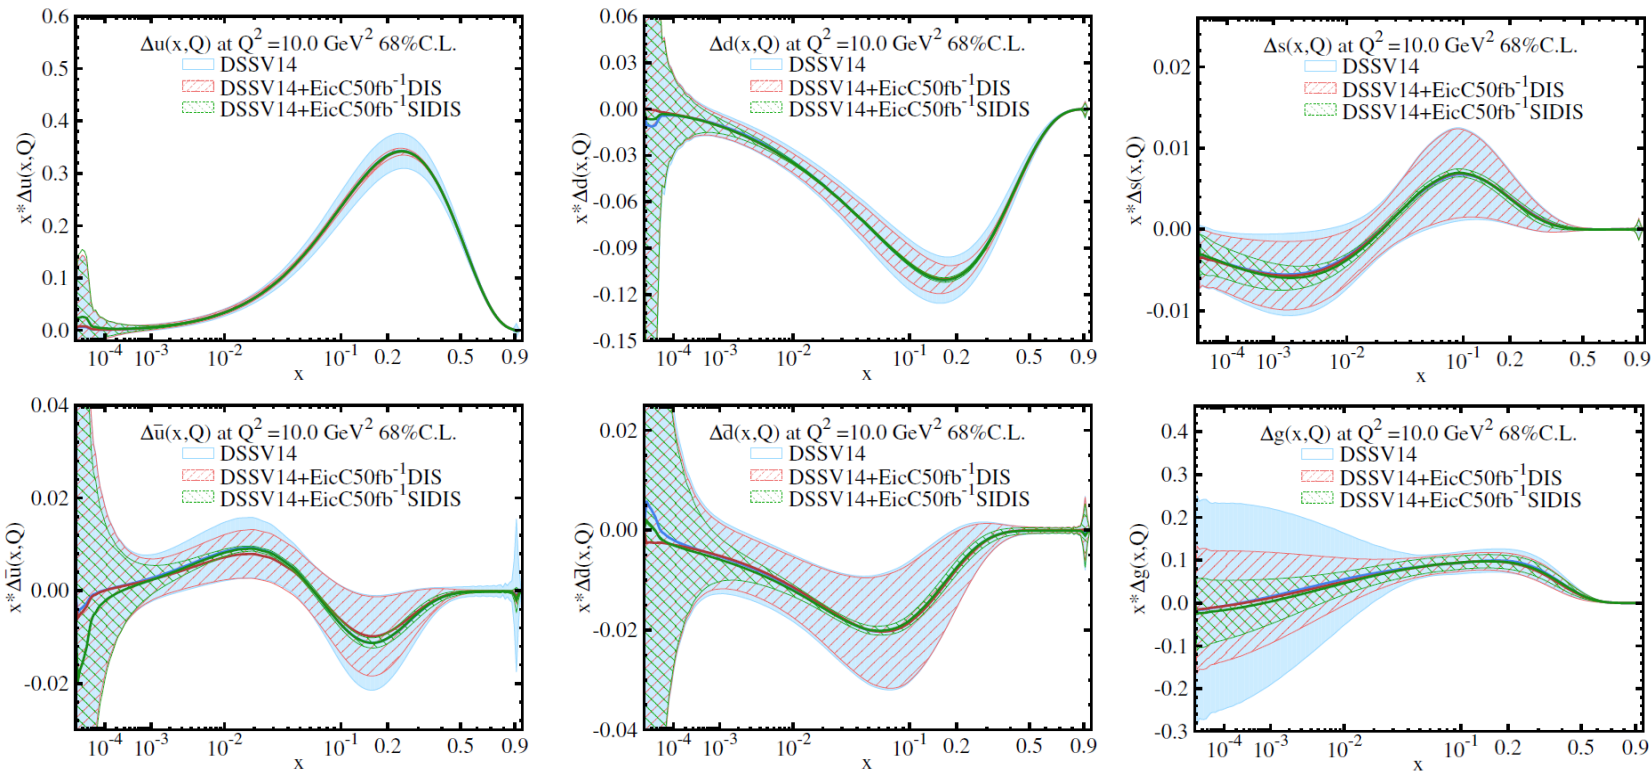 Δu(x,Q) at Q² =10.0 GeV² 68%C.L.
DSSV14
DSSV14+EicC50fb⁻¹DIS
DSSV14+EicC50fb⁻¹SIDIS
x*Δu(x,Q)
0.6
0.5
0.4
0.3
0.2
0.1
0.0
10⁻⁴ 10⁻³ 10⁻² 10⁻¹ 0.2 0.5 0.9
x
Δd(x,Q) at Q² =10.0 GeV² 68%C.L.
DSSV14
DSSV14+EicC50fb⁻¹DIS
DSSV14+EicC50fb⁻¹SIDIS
x*Δd(x,Q)
0.06
0.03
0.00
-0.03
-0.06
-0.09
-0.12
-0.15
10⁻⁴ 10⁻³ 10⁻² 10⁻¹ 0.2 0.5 0.9
x
Δs(x,Q) at Q² =10.0 GeV² 68%C.L.
DSSV14
DSSV14+EicC50fb⁻¹DIS
DSSV14+EicC50fb⁻¹SIDIS
x*Δs(x,Q)
0.02
0.01
0.00
-0.01
10⁻⁴ 10⁻³ 10⁻² 10⁻¹ 0.2 0.5 0.9
x
Δū(x,Q) at Q² =10.0 GeV² 68%C.L.
DSSV14
DSSV14+EicC50fb⁻¹DIS
DSSV14+EicC50fb⁻¹SIDIS
x*Δū(x,Q)
0.04
0.02
0.00
-0.02
10⁻⁴ 10⁻³ 10⁻² 10⁻¹ 0.2 0.5 0.9
x
Δd̄(x,Q) at Q² =10.0 GeV² 68%C.L.
DSSV14
DSSV14+EicC50fb⁻¹DIS
DSSV14+EicC50fb⁻¹SIDIS
x*Δd̄(x,Q)
0.02
0.00
-0.02
-0.04
10⁻⁴ 10⁻³ 10⁻² 10⁻¹ 0.2 0.5 0.9
x
Δg(x,Q) at Q² =10.0 GeV² 68%C.L.
DSSV14
DSSV14+EicC50fb⁻¹DIS
DSSV14+EicC50fb⁻¹SIDIS
x*Δg(x,Q)
0.4
0.3
0.2
0.1
0.0
-0.1
-0.2
-0.3
10⁻⁴ 10⁻³ 10⁻² 10⁻¹ 0.2 0.5 0.9
x